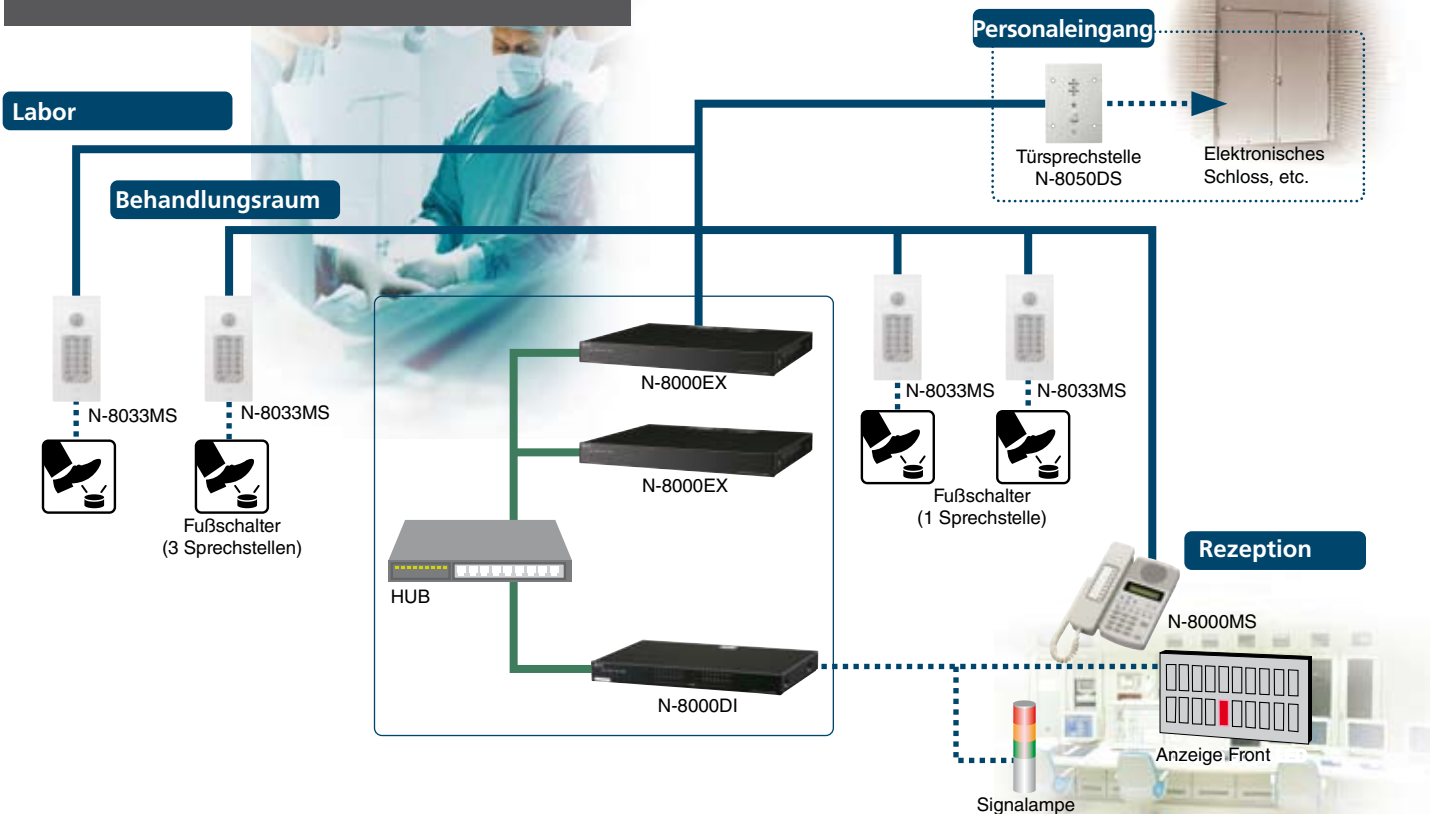 Personaleingang
Labor
Türsprechstelle
N-8050DS
Elektronisches
Schloss, etc.
Behandlungsraum
N-8000EX
N-8033MS
N-8033MS
N-8033MS
N-8033MS
N-8000EX
Fußschalter
(3 Sprechstellen)
Fußschalter
(1 Sprechstelle)
Rezeption
HUB
N-8000MS
N-8000DI
Anzeige Front
Signalampe